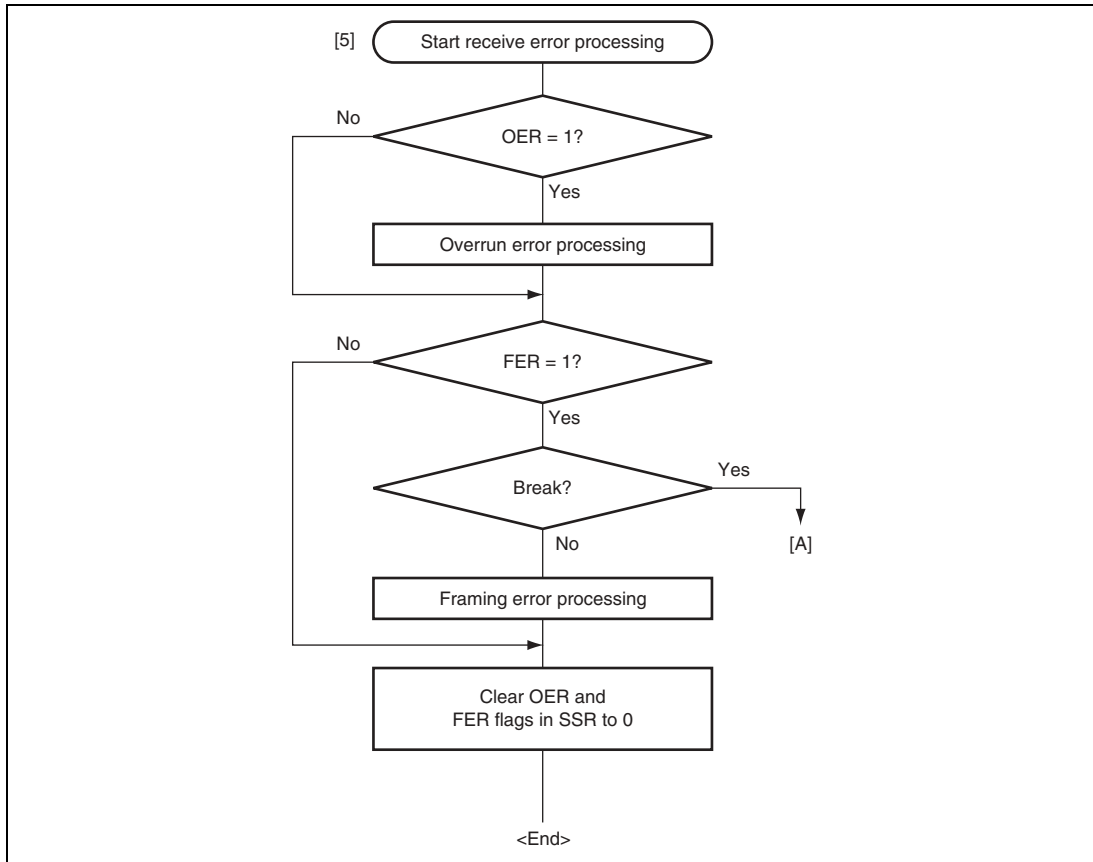 [5]
Start receive error processing
No
OER = 1?
Yes
Overrun error processing
No
FER = 1?
Yes
Break?
Yes
No
[A]
Framing error processing
Clear OER and
FER flags in SSR to 0
<End>